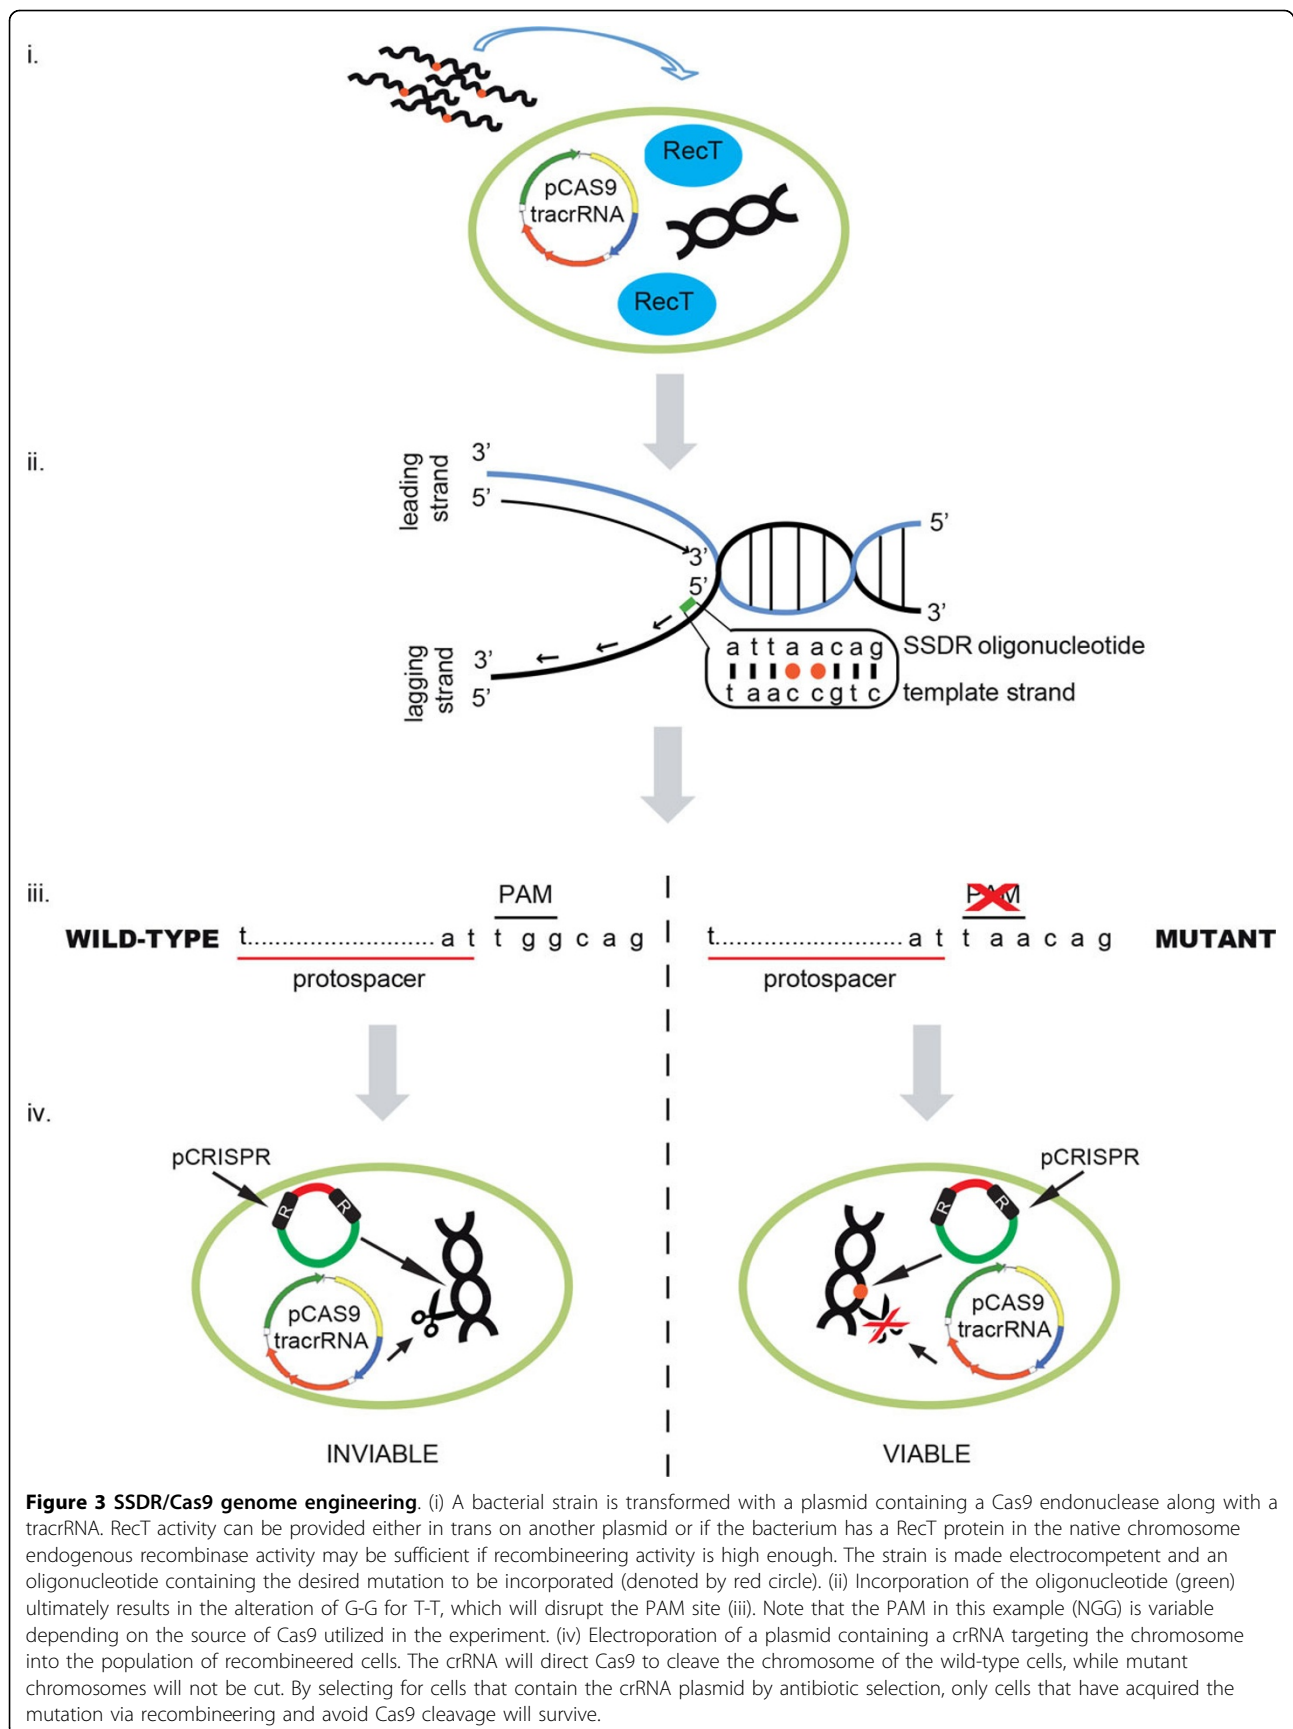 i.
RecT
pCAS9
tracrRNA
RecT
ii.
leading
strand
3’
5’
3’
5’
5’
3’
lagging
strand
3’
5’
a t t a a c a g
SSDR oligonucleotide
t a a c c g t c
template strand
iii.
PAM
WILD-TYPE
t............................ a t t g g c a g
protospacer
PAM
t............................ a t t a a c a g
MUTANT
protospacer
iv.
pCRISPR
R
R
pCAS9
tracrRNA
INVIABLE
pCRISPR
R
R
pCAS9
tracrRNA
VIABLE
Figure 3 SSDR/Cas9 genome engineering. (i) A bacterial strain is transformed with a plasmid containing a Cas9 endonuclease along with a
tracrRNA. RecT activity can be provided either in trans on another plasmid or if the bacterium has a RecT protein in the native chromosome
endogenous recombinase activity may be sufficient if recombineering activity is high enough. The strain is made electrocompetent and an
oligonucleotide containing the desired mutation to be incorporated (denoted by red circle). (ii) Incorporation of the oligonucleotide (green)
ultimately results in the alteration of G-G for T-T, which will disrupt the PAM site (iii). Note that the PAM in this example (NGG) is variable
depending on the source of Cas9 utilized in the experiment. (iv) Electroporation of a plasmid containing a crRNA targeting the chromosome
into the population of recombineered cells. The crRNA will direct Cas9 to cleave the chromosome of the wild-type cells, while mutant
chromosomes will not be cut. By selecting for cells that contain the crRNA plasmid by antibiotic selection, only cells that have acquired the
mutation via recombineering and avoid Cas9 cleavage will survive.